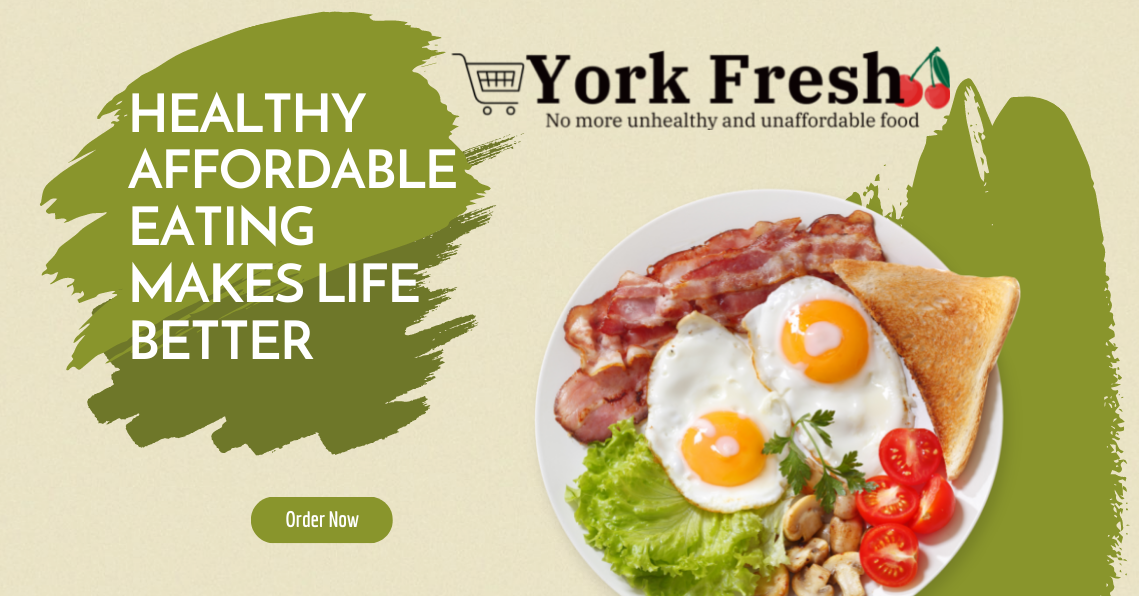 York Fresh
No more unhealthy and unaffordable food
HEALTHY
AFFORDABLE
EATING
MAKES LIFE
BETTER
Order Now